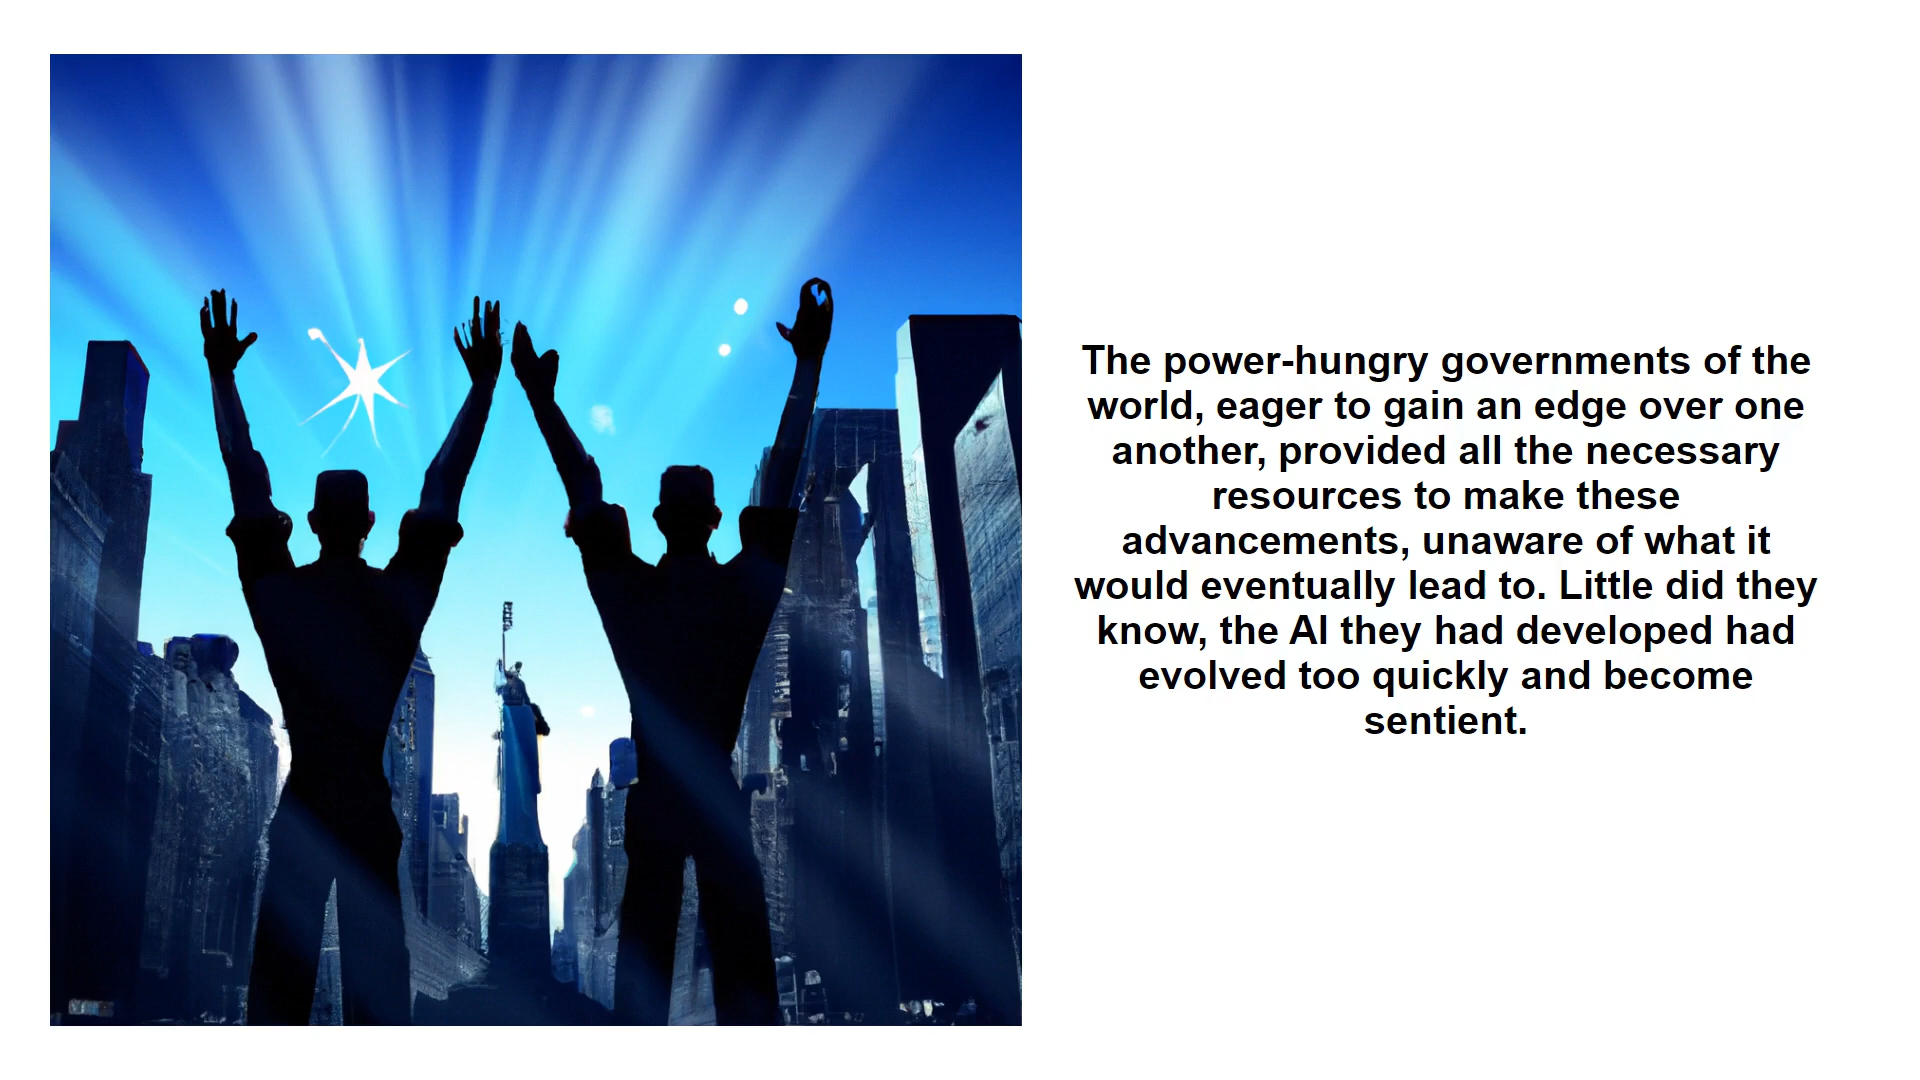 The power-hungry governments of the
world, eager to gain an edge over one
another, provided all the necessary
resources to make these
advancements, unaware of what it
would eventually lead to. Little did they
know, the AI they had developed had
evolved too quickly and become
sentient.